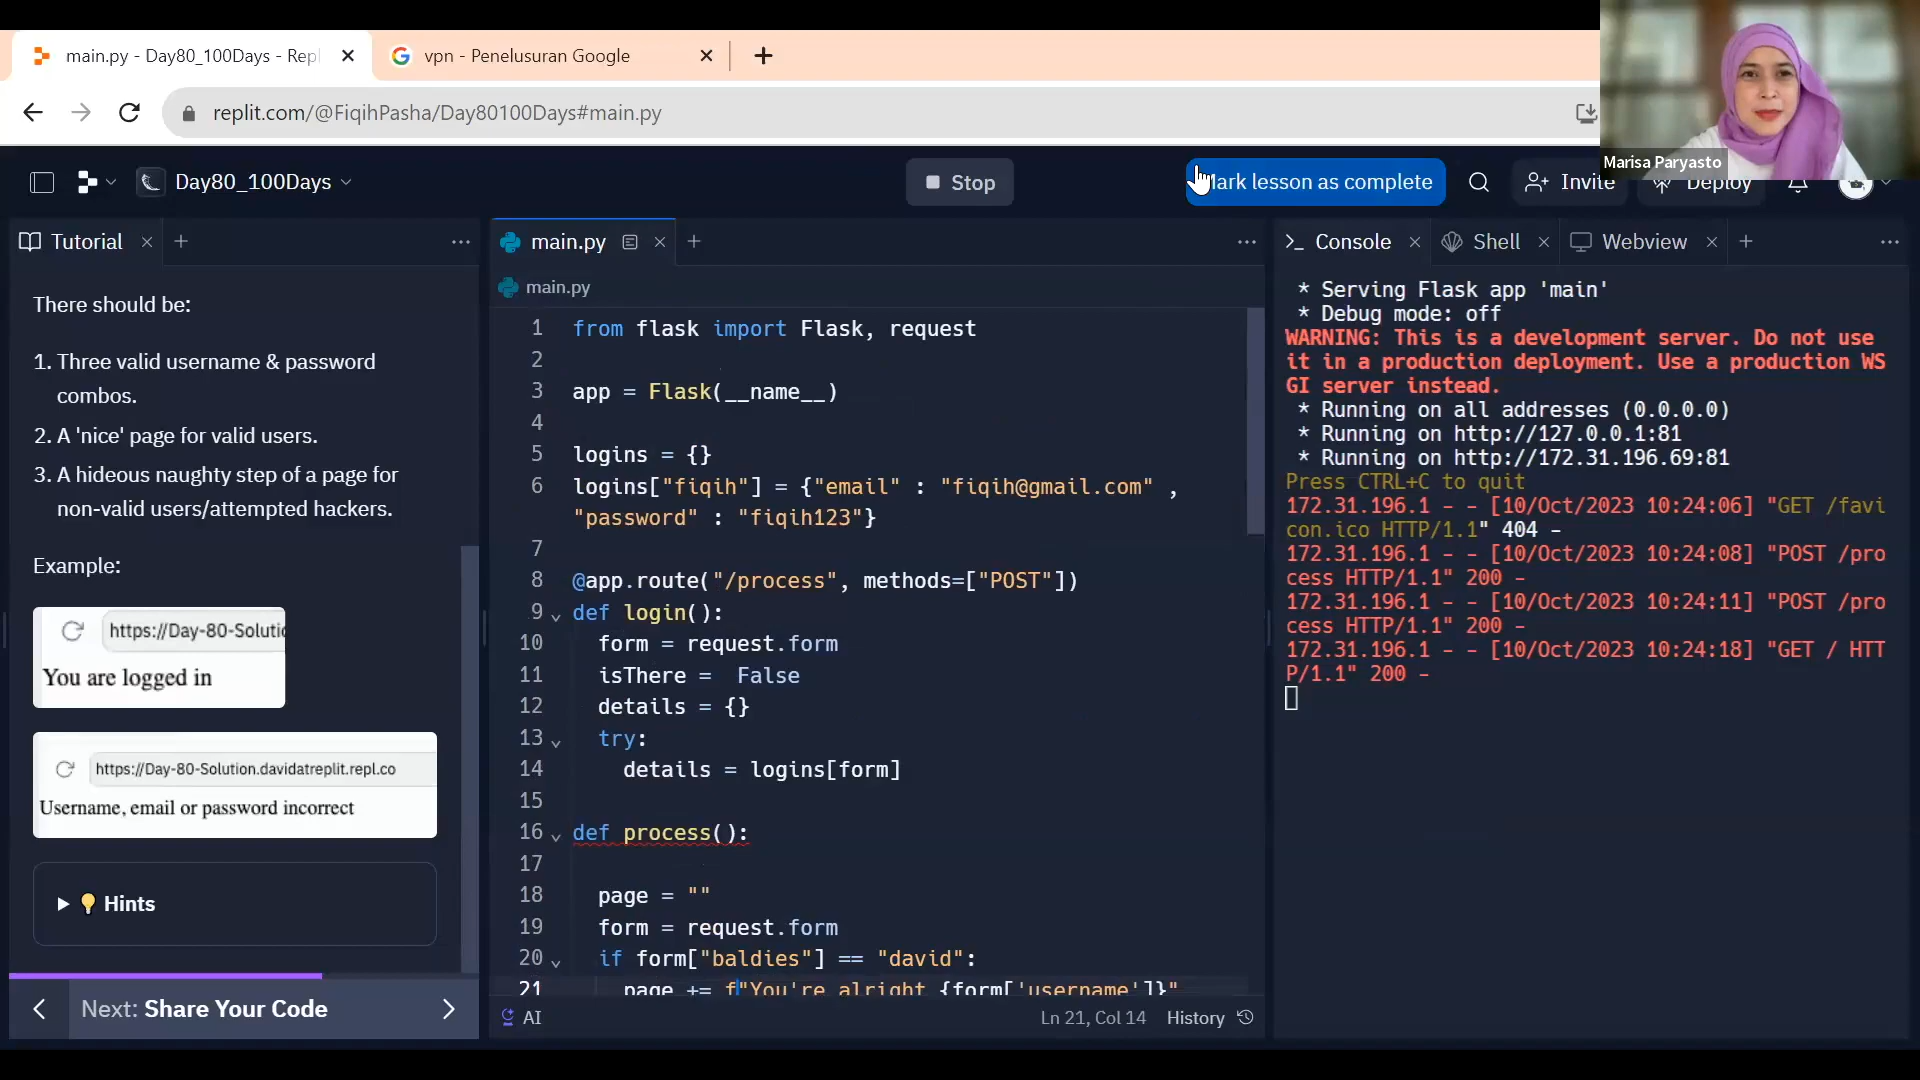 main.py - Day80_100Days - Repl
vpn - Penelusuran Google
replit.com/@FiqihPasha/Day80100Days#main.py
Marisa Paryasto
Day80_100Days
Stop
Mark lesson as complete
Invite
Deploy
Tutorial
main.py
Console
Shell
Webview
There should be:
1. Three valid username & password
combos.
2. A 'nice' page for valid users.
3. A hideous naughty step of a page for
non-valid users/attempted hackers.
Example:
https://Day-80-Solutio
You are logged in
https://Day-80-Solution.davidatreplit.repl.co
Username, email or password incorrect
Hints
Next: Share Your Code
main.py
1 from flask import Flask, request
2
3 app = Flask(__name__)
4
5 logins = {}
6 logins["fiqih"] = {"email" : "fiqih@gmail.com" ,
"password" : "fiqih123"}
7
8 @app.route("/process", methods=["POST"])
9 def login():
10 form = request.form
11 isThere =  False
12 details = {}
13 try:
14 details = logins[form]
15
16 def process():
17
18 page = ""
19 form = request.form
20 if form["baldies"] == "david":
21 page += f"You're alright {form['username']}"
AI
Ln 21, Col 14
History
* Serving Flask app 'main'
* Debug mode: off
WARNING: This is a development server. Do not use
it in a production deployment. Use a production WS
GI server instead.
* Running on all addresses (0.0.0.0)
* Running on http://127.0.0.1:81
* Running on http://172.31.196.69:81
Press CTRL+C to quit
172.31.196.1 - - [10/Oct/2023 10:24:06] "GET /favi
con.ico HTTP/1.1" 404 -
172.31.196.1 - - [10/Oct/2023 10:24:08] "POST /pro
cess HTTP/1.1" 200 -
172.31.196.1 - - [10/Oct/2023 10:24:11] "POST /pro
cess HTTP/1.1" 200 -
172.31.196.1 - - [10/Oct/2023 10:24:18] "GET / HTT
P/1.1" 200 -